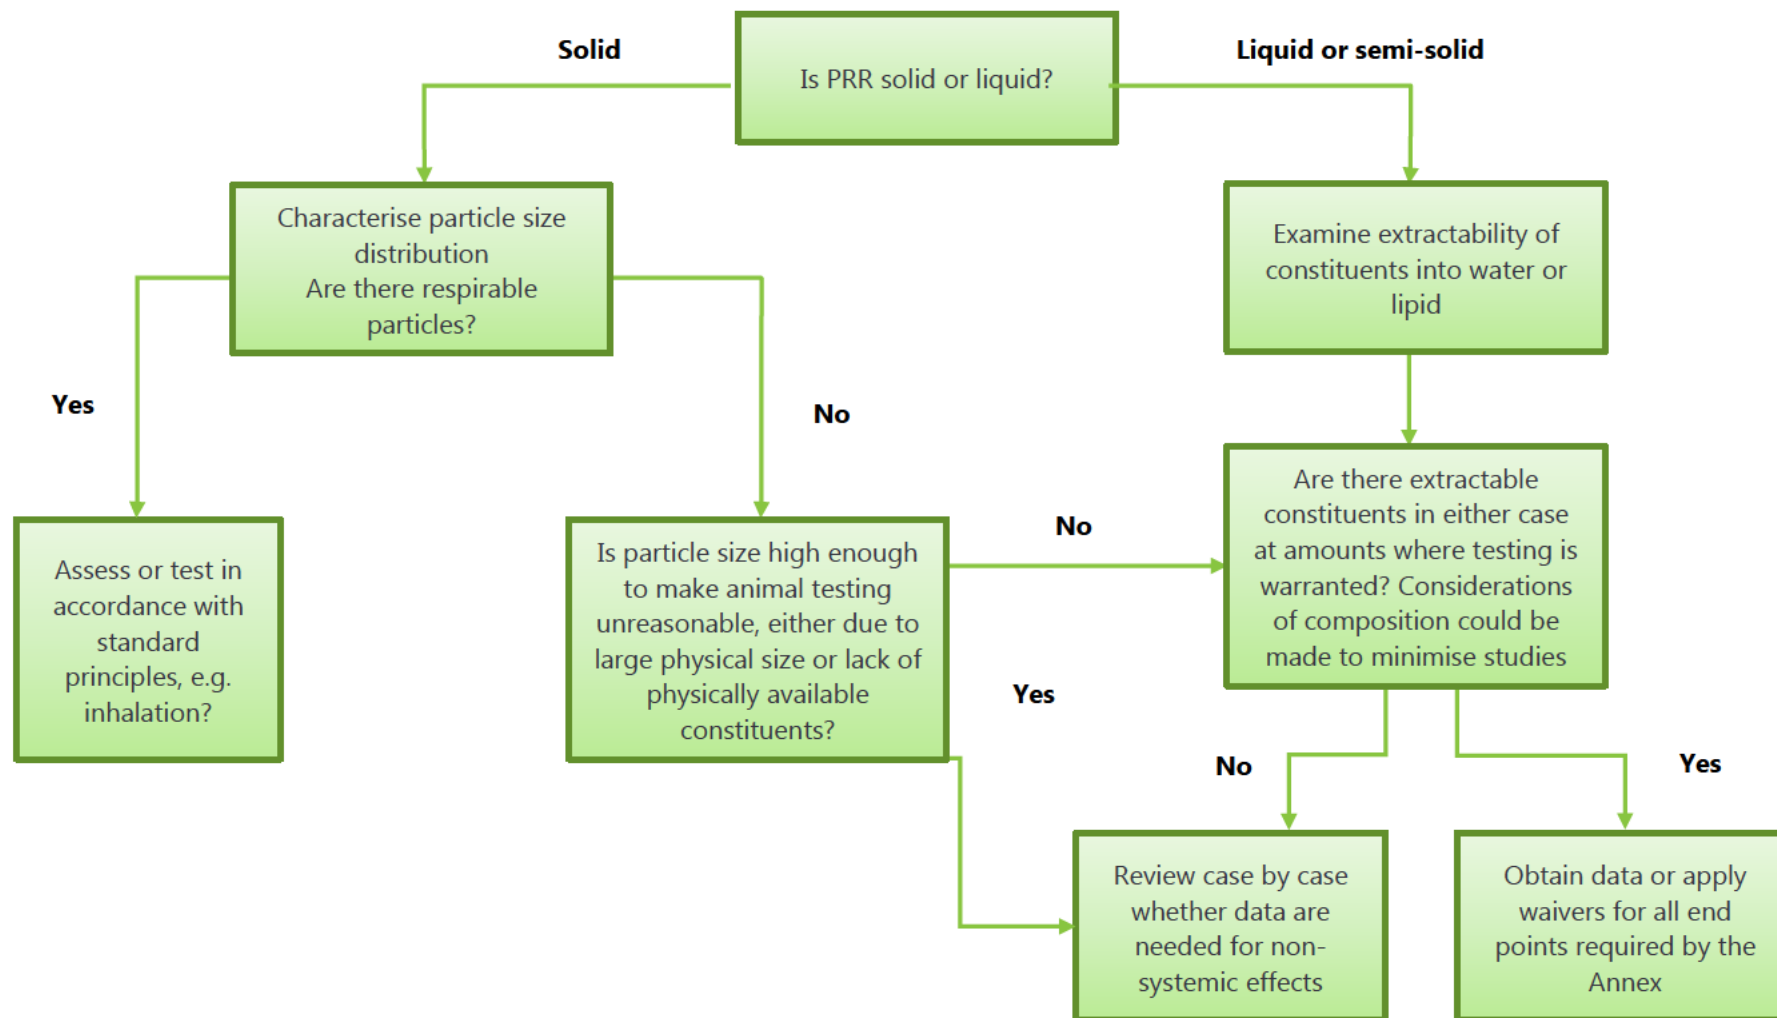 Solid
Is PRR solid or liquid?
Liquid or semi-solid
Characterise particle size
distribution
Are there respirable
particles?
Examine extractability of
constituents into water or
lipid
Yes
No
Assess or test in
accordance with
standard
principles, e.g.
inhalation?
Is particle size high enough
to make animal testing
unreasonable, either due to
large physical size or lack of
physically available
constituents?
No
Yes
Are there extractable
constituents in either case
at amounts where testing is
warranted? Considerations
of composition could be
made to minimise studies
No
Yes
Review case by case
whether data are
needed for non-
systemic effects
Obtain data or apply
waivers for all end
points required by the
Annex